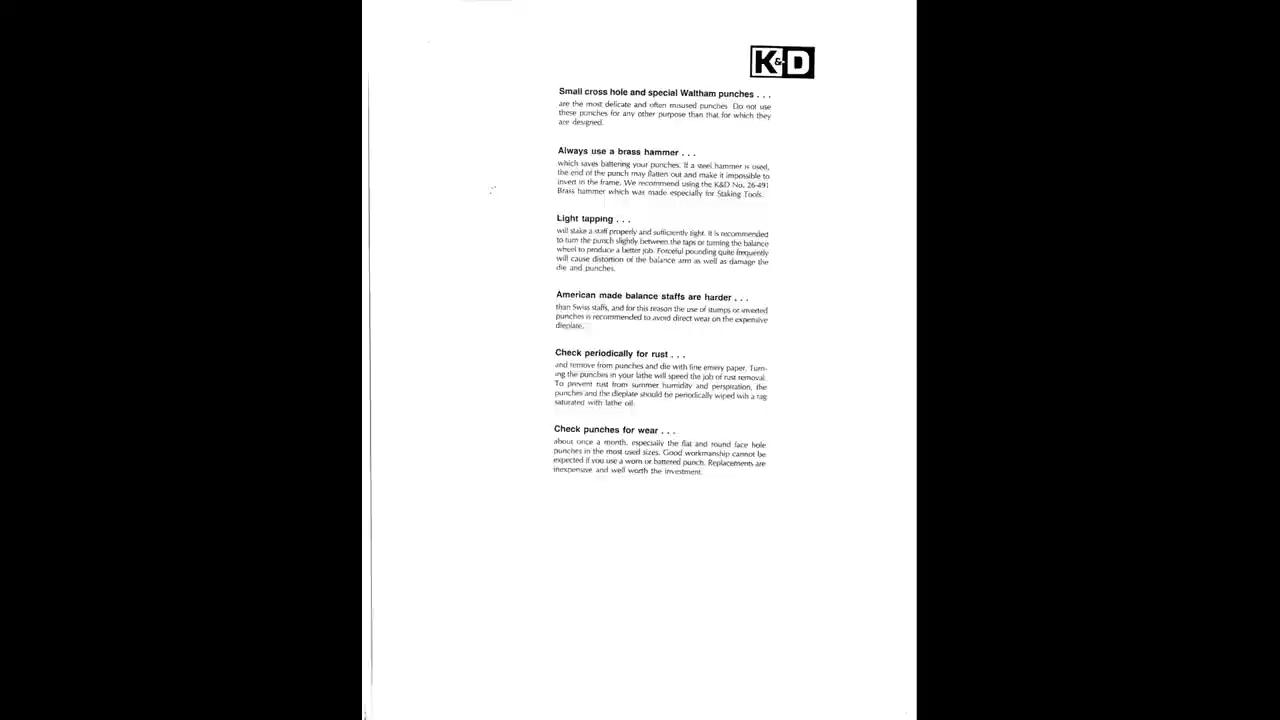 K&D
Small cross hole and special Waltham punches . . .
are the most delicate and often misused punches. Do not use
these punches for any other purpose than that for which they
are designed.
Always use a brass hammer . . .
which saves battering your punches. If a steel hammer is used,
the end of the punch may flatten out and make it impossible to
invert in the frame. We recommend using the K&D No. 26-491
Brass hammer which was made especially for Staking Tools.
Light tapping . . .
will stake a staff properly and sufficiently tight. It is recommended
to turn the punch slightly between the taps or turning the balance
wheel to produce a better job. Forceful pounding quite frequently
will cause distortion of the balance arm as well as damage the
die and punches.
American made balance staffs are harder . . .
than Swiss staffs, and for this reason the use of stumps or inverted
punches is recommended to avoid direct wear on the expensive
dieplate.
Check periodically for rust . . .
and remove from punches and die with fine emery paper. Turn-
ing the punches in your lathe will speed the job of rust removal.
To prevent rust from summer humidity and perspiration, the
punches and the dieplate should be periodically wiped wih a rag
saturated with lathe oil.
Check punches for wear . . .
about once a month, especially the flat and round face hole
punches in the most used sizes. Good workmanship cannot be
expected if you use a worn or battered punch. Replacements are
inexpensive and well worth the investment.